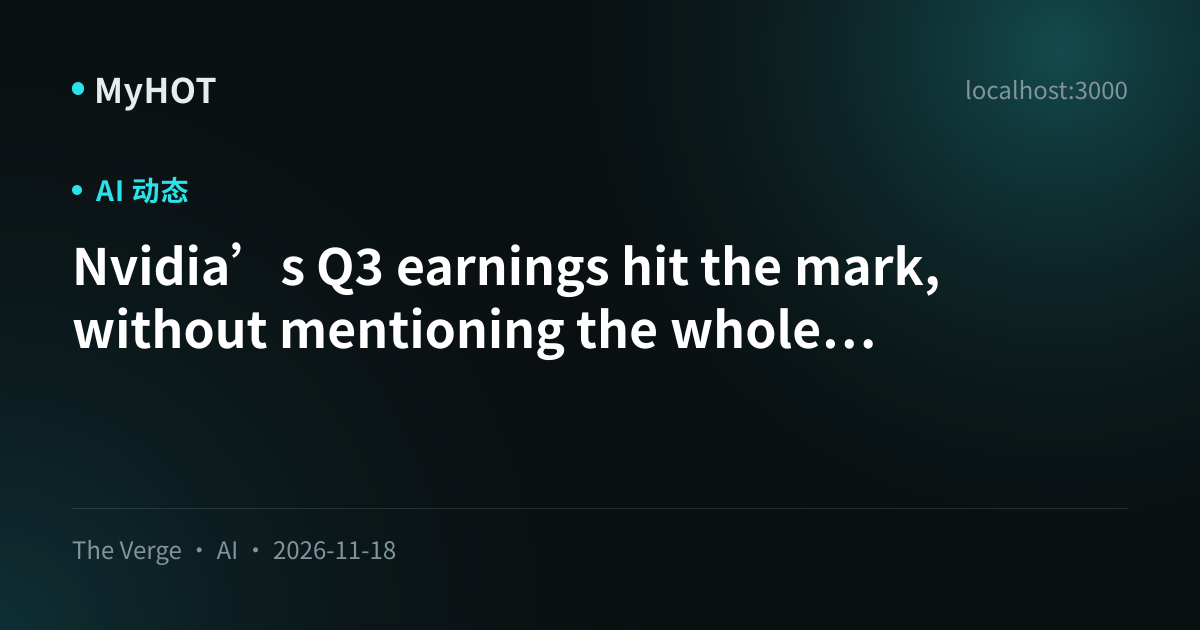 MyHOT
localhost:3000
AI 动态
Nvidia’s Q3 earnings hit the mark,
without mentioning the whole…
The Verge · AI · 2026-11-18